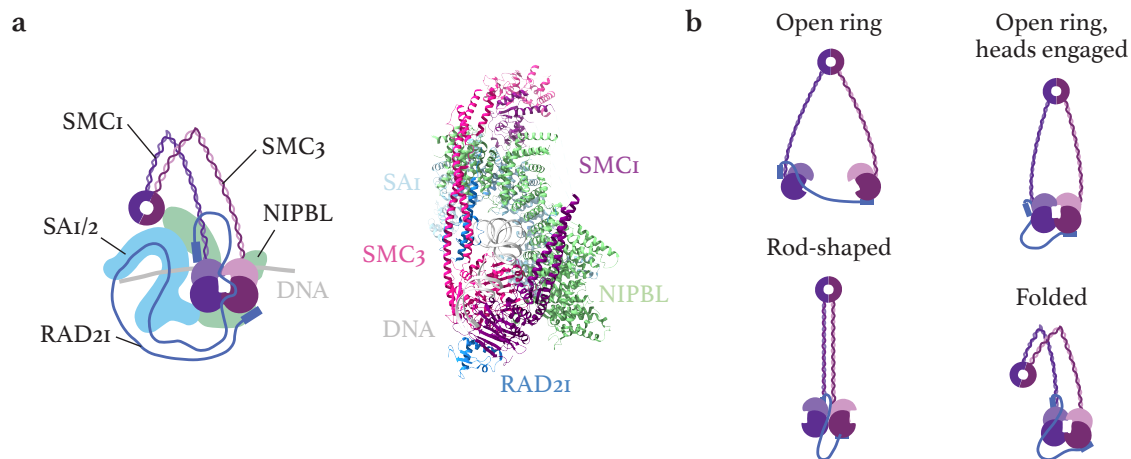 a
SMC1
SMC3
SA1/2
NIPBL
DNA
RAD21
SMC1
SA1
SMC3
NIPBL
DNA
RAD21
b
Open ring
Open ring,
heads engaged
Rod-shaped
Folded